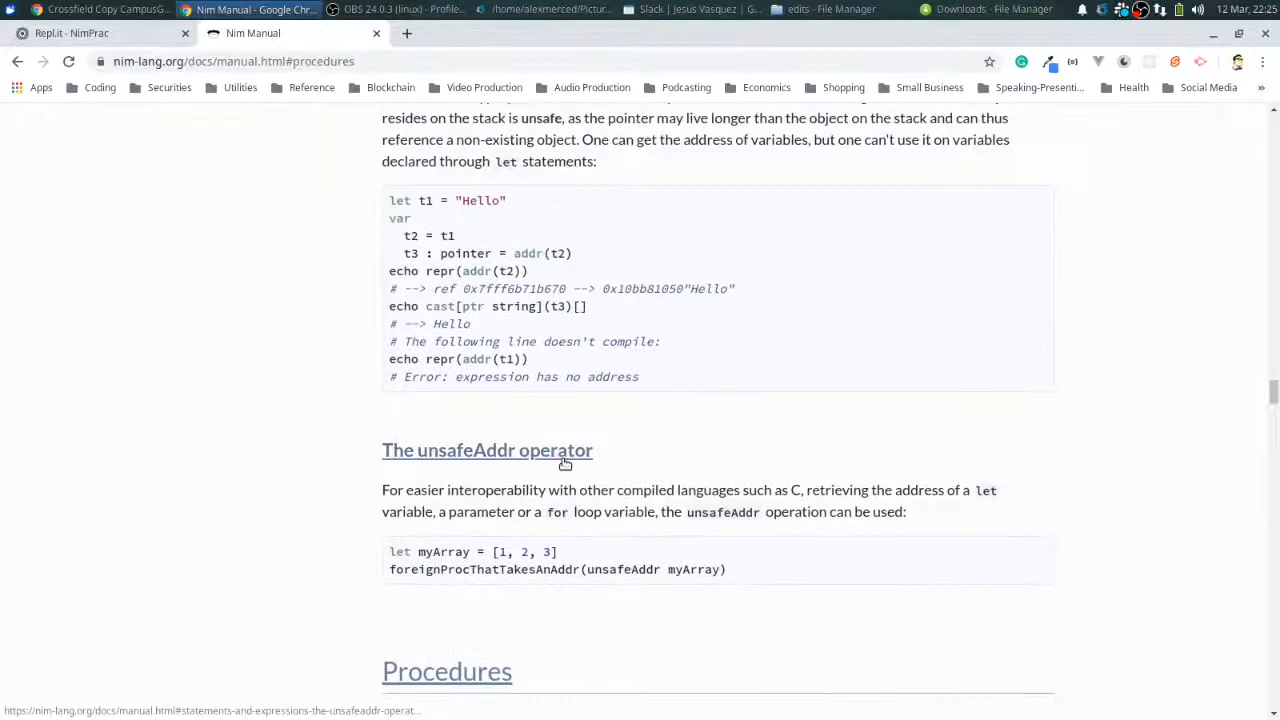 Crossfield Copy CampusG...
Nim Manual - Google Chr...
OBS 24.0.3 (linux) - Profile...
/home/alexmerced/Pictur...
Slack | Jesus Vasquez | G...
edits - File Manager
Downloads - File Manager
12 Mar, 22:25
Repl.it - NimPrac
Nim Manual
nim-lang.org/docs/manual.html#procedures
Apps
Coding
Securities
Utilities
Reference
Blockchain
Video Production
Audio Production
Podcasting
Economics
Shopping
Small Business
Speaking-Presenti...
Health
Social Media
»
resides on the stack is unsafe, as the pointer may live longer than the object on the stack and can thus
reference a non-existing object. One can get the address of variables, but one can't use it on variables
declared through let statements:
let t1 = "Hello"
var
t2 = t1
t3 : pointer = addr(t2)
echo repr(addr(t2))
# --> ref 0x7fff6b71b670 --> 0x10bb81050"Hello"
echo cast[ptr string](t3)[]
# --> Hello
# The following line doesn't compile:
echo repr(addr(t1))
# Error: expression has no address
The unsafeAddr operator
For easier interoperability with other compiled languages such as C, retrieving the address of a let
variable, a parameter or a for loop variable, the unsafeAddr operation can be used:
let myArray = [1, 2, 3]
foreignProcThatTakesAnAddr(unsafeAddr myArray)
Procedures
https://nim-lang.org/docs/manual.html#statements-and-expressions-the-unsafeaddr-operat...